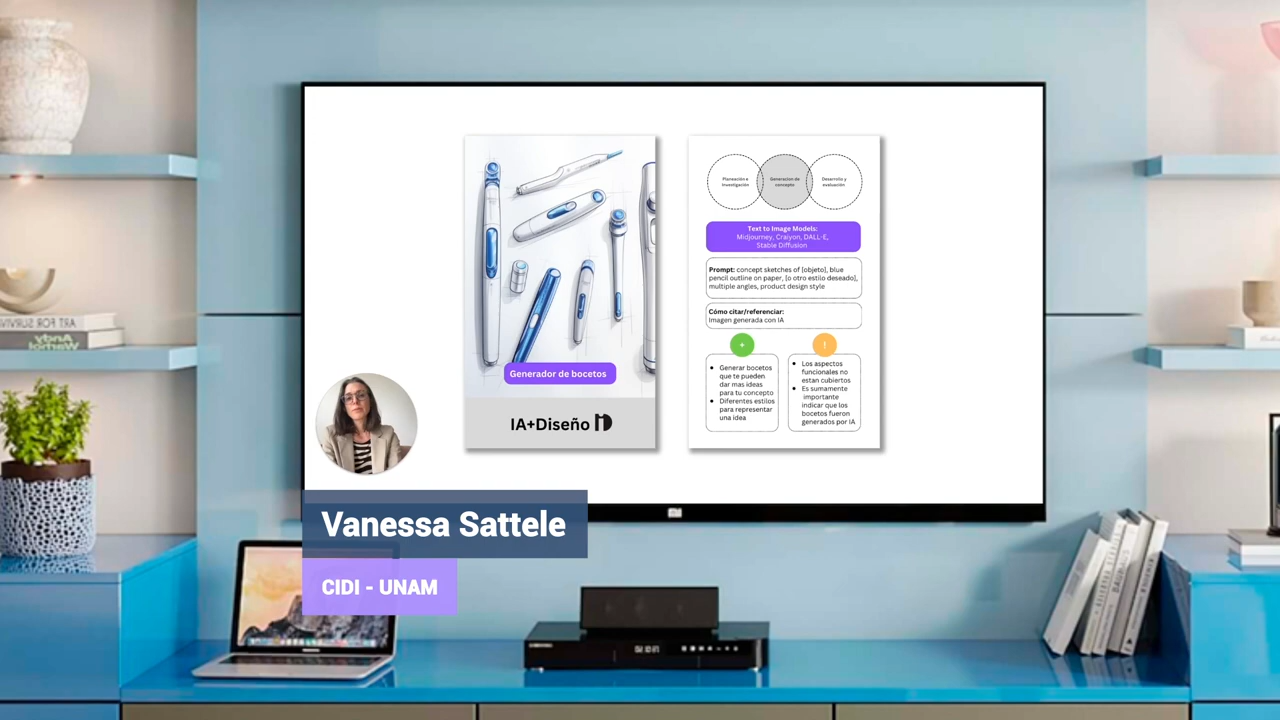 Generador de bocetos
IA+Diseño
Planeación e
Investigación
Generacion de
concepto
Desarrollo y
evaluación
Text to Image Models:
Midjourney, Craiyon, DALL-E,
Stable Diffusion
Prompt: concept sketches of [objeto], blue
pencil outline on paper, [o otro estilo deseado],
multiple angles, product design style
Cómo citar/referenciar:
Imagen generada con IA
+
!
Generar bocetos
que te pueden
dar mas ideas
para tu concepto
Diferentes estilos
para representar
una idea
Los aspectos
funcionales no
estan cubiertos
Es sumamente
importante
indicar que los
bocetos fueron
generados por IA
Vanessa Sattele
CIDI - UNAM
ART FORNASIVRUS